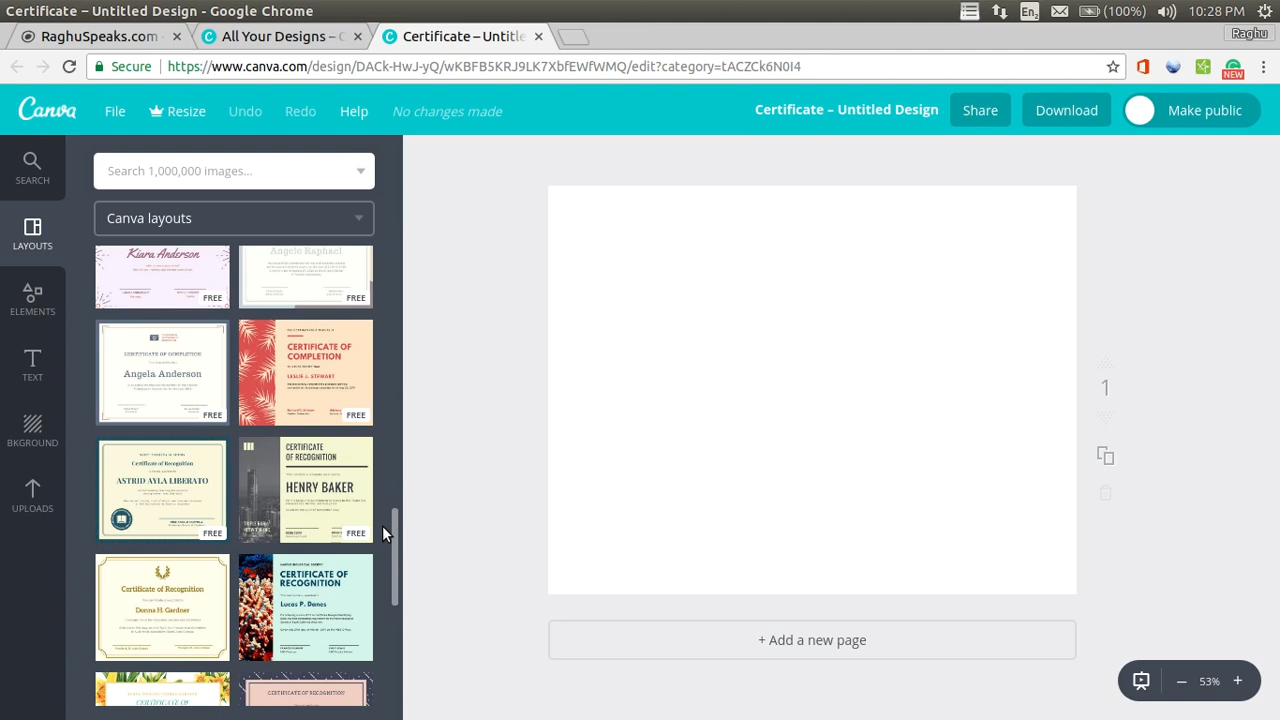 Certificate – Untitled Design - Google Chrome
En2
(100%)
10:28 PM
RaghuSpeaks.com
All Your Designs – C
Certificate – Untitle
Raghu
Secure
https://www.canva.com/design/DACk-HwJ-yQ/wKBFB5KRJ9LK7XbfEWfWMQ/edit?category=tACZCk6N0I4
NEW
Canva
File
Resize
Undo
Redo
Help
No changes made
Certificate – Untitled Design
Share
Download
Make public
SEARCH
LAYOUTS
ELEMENTS
TEXT
BKGROUND
UPLOADS
Search 1,000,000 images...
Canva layouts
Kiara Anderson
FREE
Angelo Raphael
FREE
CERTIFICATE OF COMPLETION
Angela Anderson
FREE
CERTIFICATE OF
COMPLETION
LESLIE J. STEWART
FREE
Certificate of Recognition
ASTRID AYLA LIBERATO
FREE
CERTIFICATE
OF RECOGNITION
HENRY BAKER
FREE
Certificate of Recognition
Donna H. Gardner
CERTIFICATE OF
RECOGNITION
Lucas P. Danes
CERTIFICATE OF
CERTIFICATE OF RECOGNITION
1
+ Add a new page
53%